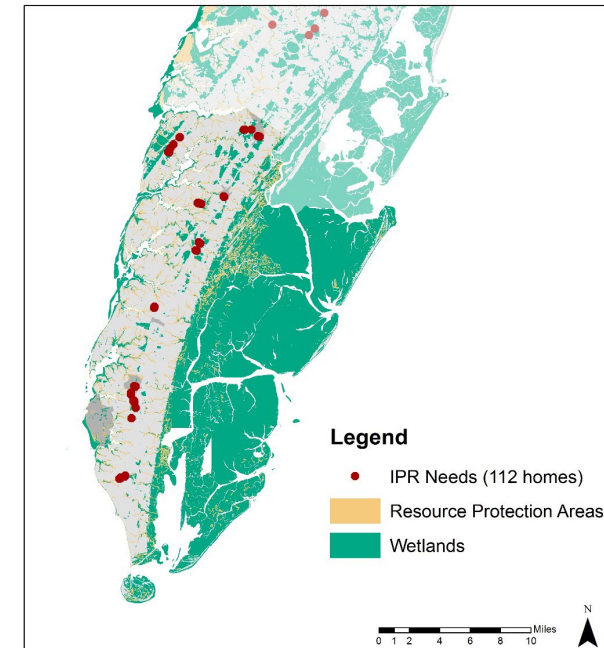 Legend
IPR Needs (112 homes)
Resource Protection Areas
Wetlands
N
Miles
0 1 2 4 6 8 10